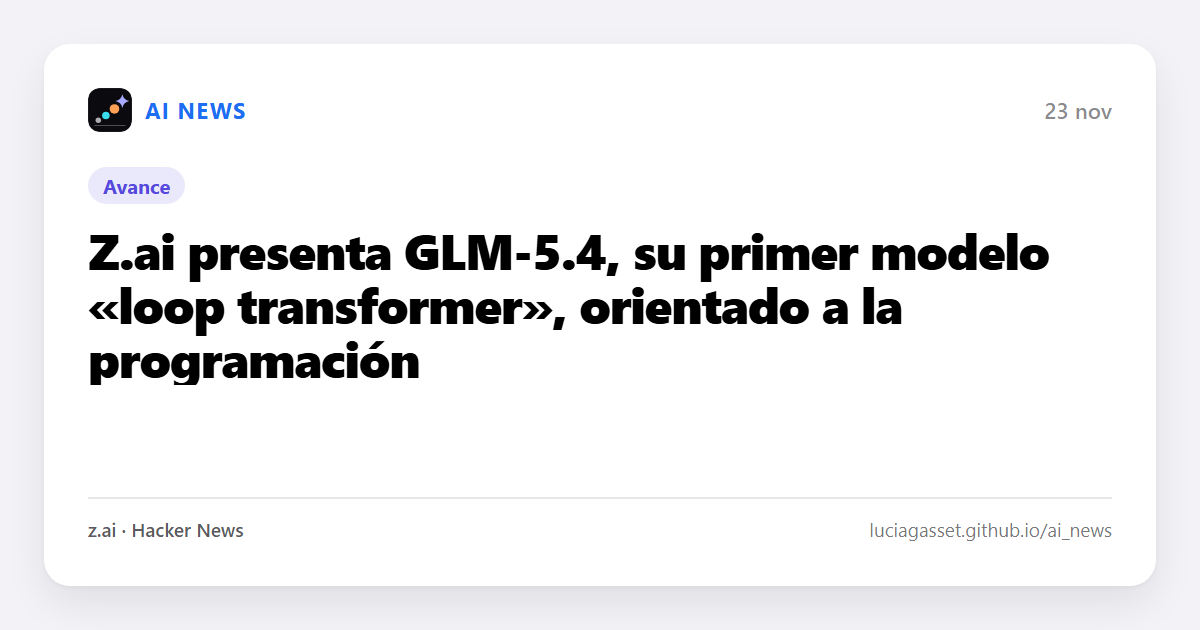 AI NEWS
23 nov
Avance
Z.ai presenta GLM-5.4, su primer modelo
«loop transformer», orientado a la
programación
z.ai · Hacker News
luciagasset.github.io/ai_news